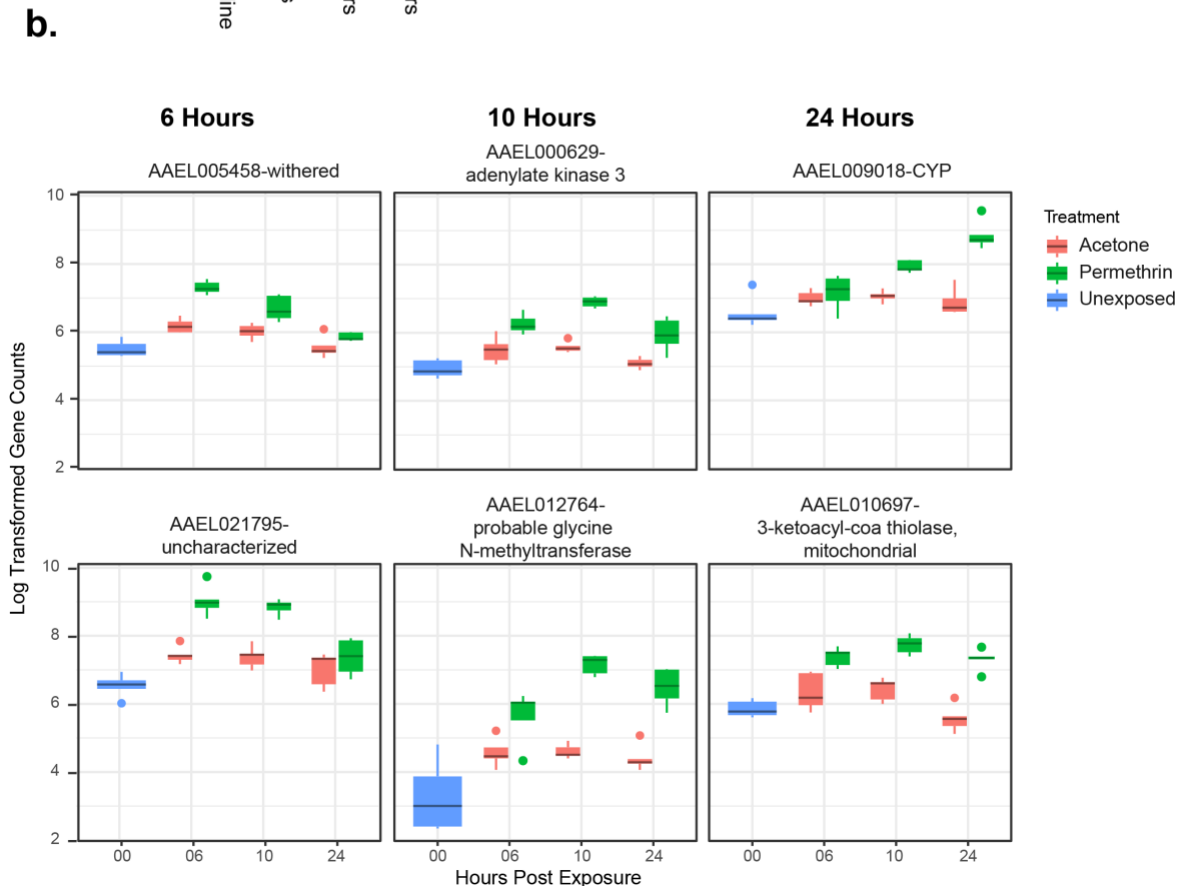 ine
s
rs
rs
b.
6 Hours
10 Hours
24 Hours
AAEL005458-withered
AAEL000629-
adenylate kinase 3
AAEL009018-CYP
10
8
6
4
2
Treatment
Acetone
Permethrin
Unexposed
Log Transformed Gene Counts
AAEL021795-
uncharacterized
AAEL012764-
probable glycine
N-methyltransferase
AAEL010697-
3-ketoacyl-coa thiolase,
mitochondrial
10
8
6
4
2
00 06 10 24
00 06 10 24
00 06 10 24
Hours Post Exposure